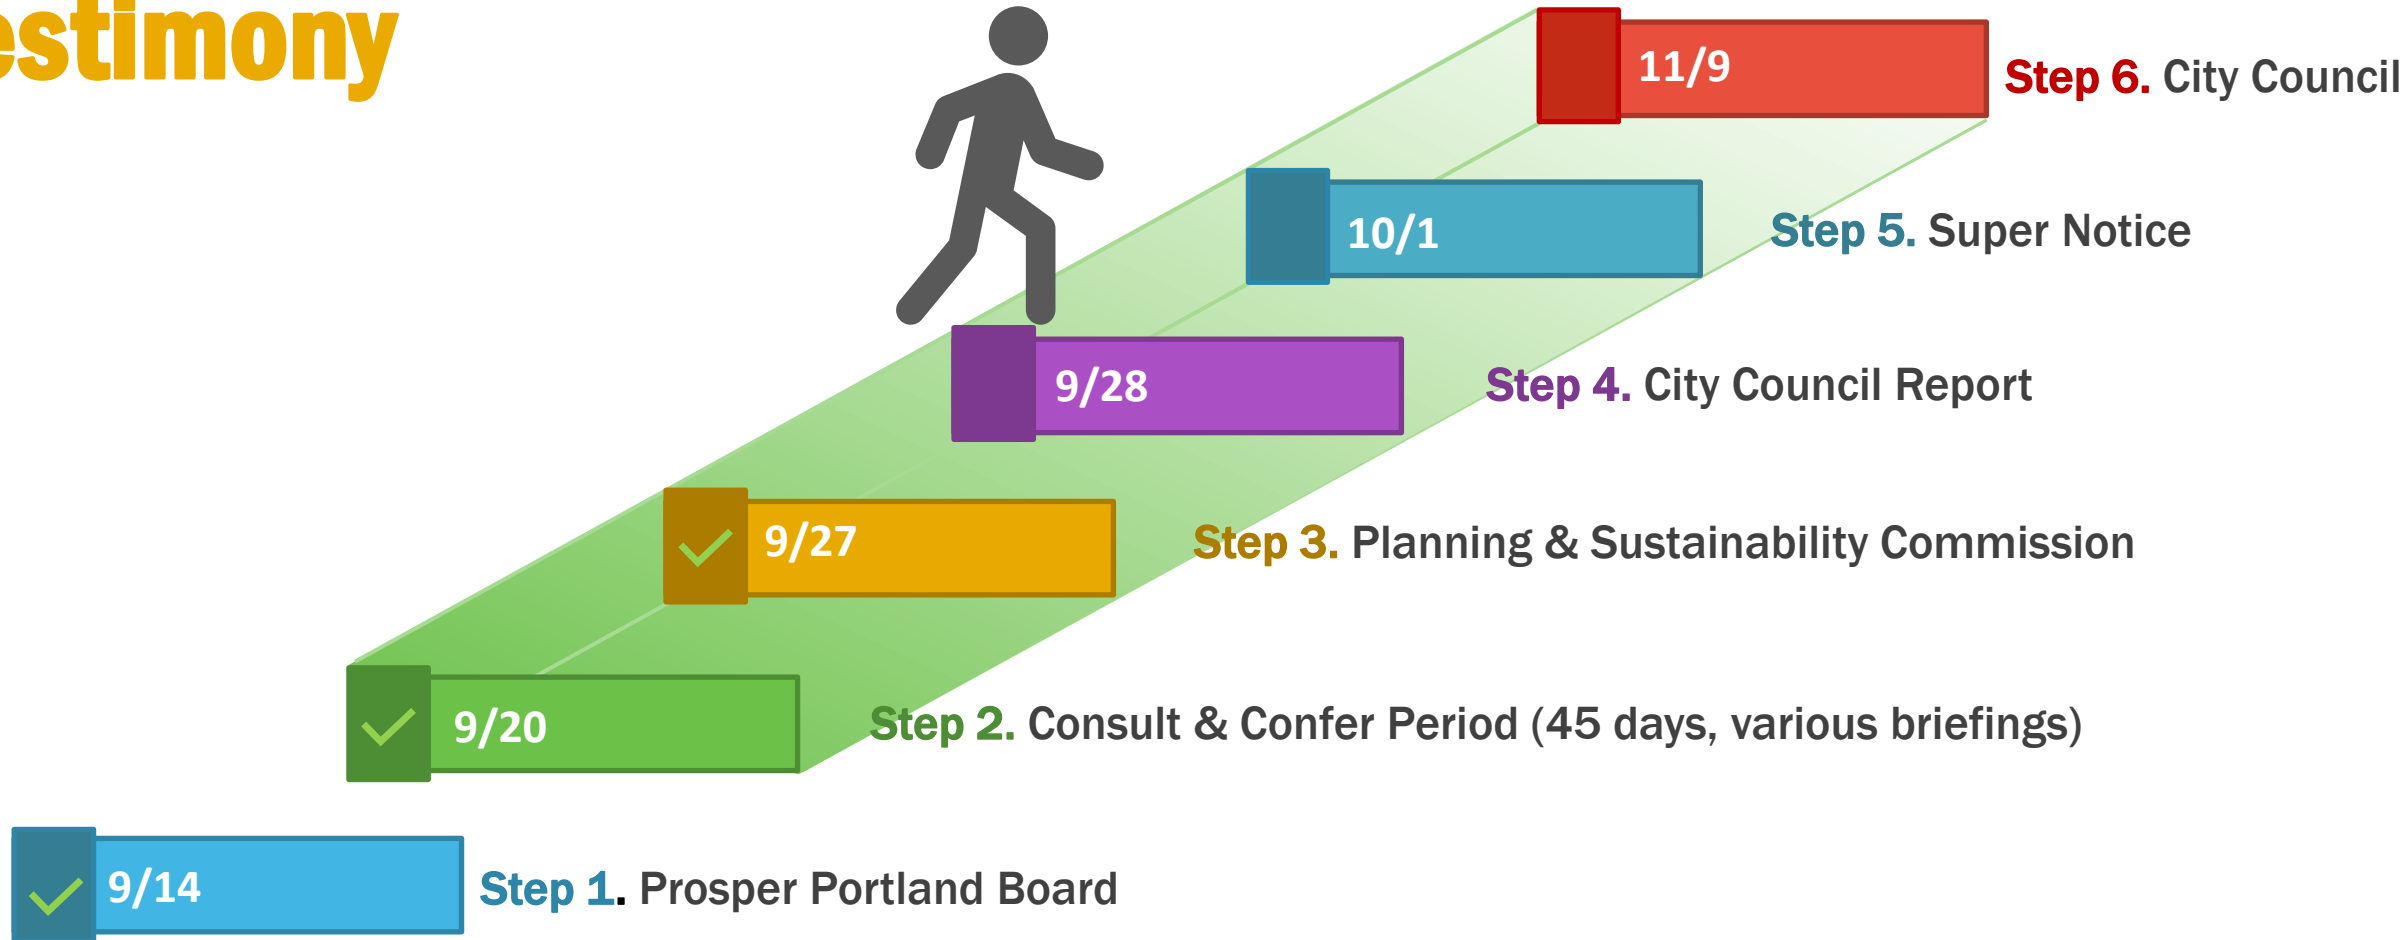 estimony
11/9 Step 6. City Council
10/1 Step 5. Super Notice
9/28 Step 4. City Council Report
9/27 Step 3. Planning & Sustainability Commission
9/20 Step 2. Consult & Confer Period (45 days, various briefings)
9/14 Step 1. Prosper Portland Board